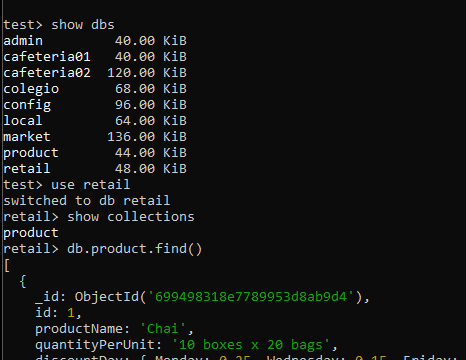 test> show dbs
admin 40.00 KiB
cafeteria01 40.00 KiB
cafeteria02 120.00 KiB
colegio 68.00 KiB
config 96.00 KiB
local 64.00 KiB
market 136.00 KiB
product 44.00 KiB
retail 48.00 KiB
test> use retail
switched to db retail
retail> show collections
product
retail> db.product.find()
[
{
_id: ObjectId('699498318e7789953d8ab9d4'),
id: 1,
productName: 'Chai',
quantityPerUnit: '10 boxes x 20 bags',
discountDay: { Monday: 0.25, Wednesday: 0.15, Friday: